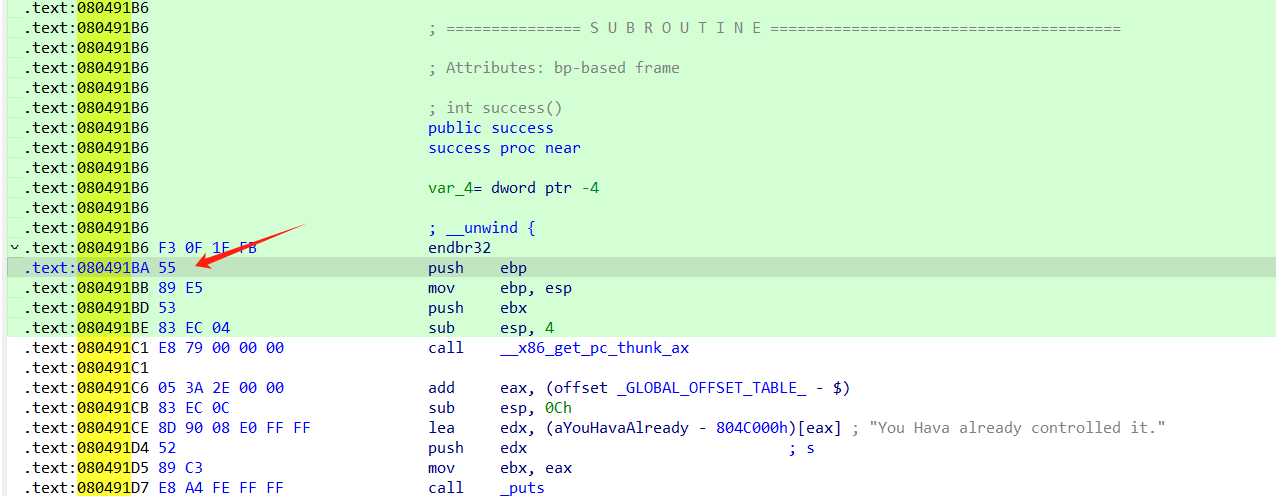 .text:080491B6
.text:080491B6 ; =============== S U B R O U T I N E =======================================
.text:080491B6
.text:080491B6 ; Attributes: bp-based frame
.text:080491B6
.text:080491B6 ; int success()
.text:080491B6 public success
.text:080491B6 success proc near
.text:080491B6
.text:080491B6 var_4= dword ptr -4
.text:080491B6
.text:080491B6 ; __unwind {
.text:080491B6 F3 0F 1E FB endbr32
.text:080491BA 55 push ebp
.text:080491BB 89 E5 mov ebp, esp
.text:080491BD 53 push ebx
.text:080491BE 83 EC 04 sub esp, 4
.text:080491C1 E8 79 00 00 00 call __x86_get_pc_thunk_ax
.text:080491C1
.text:080491C6 05 3A 2E 00 00 add eax, (offset _GLOBAL_OFFSET_TABLE_ - $)
.text:080491CB 83 EC 0C sub esp, 0Ch
.text:080491CE 8D 90 08 E0 FF FF lea edx, (aYouHavaAlready - 804C000h)[eax] ; "You Hava already controlled it."
.text:080491D4 52 push edx ; s
.text:080491D5 89 C3 mov ebx, eax
.text:080491D7 E8 A4 FE FF FF call _puts